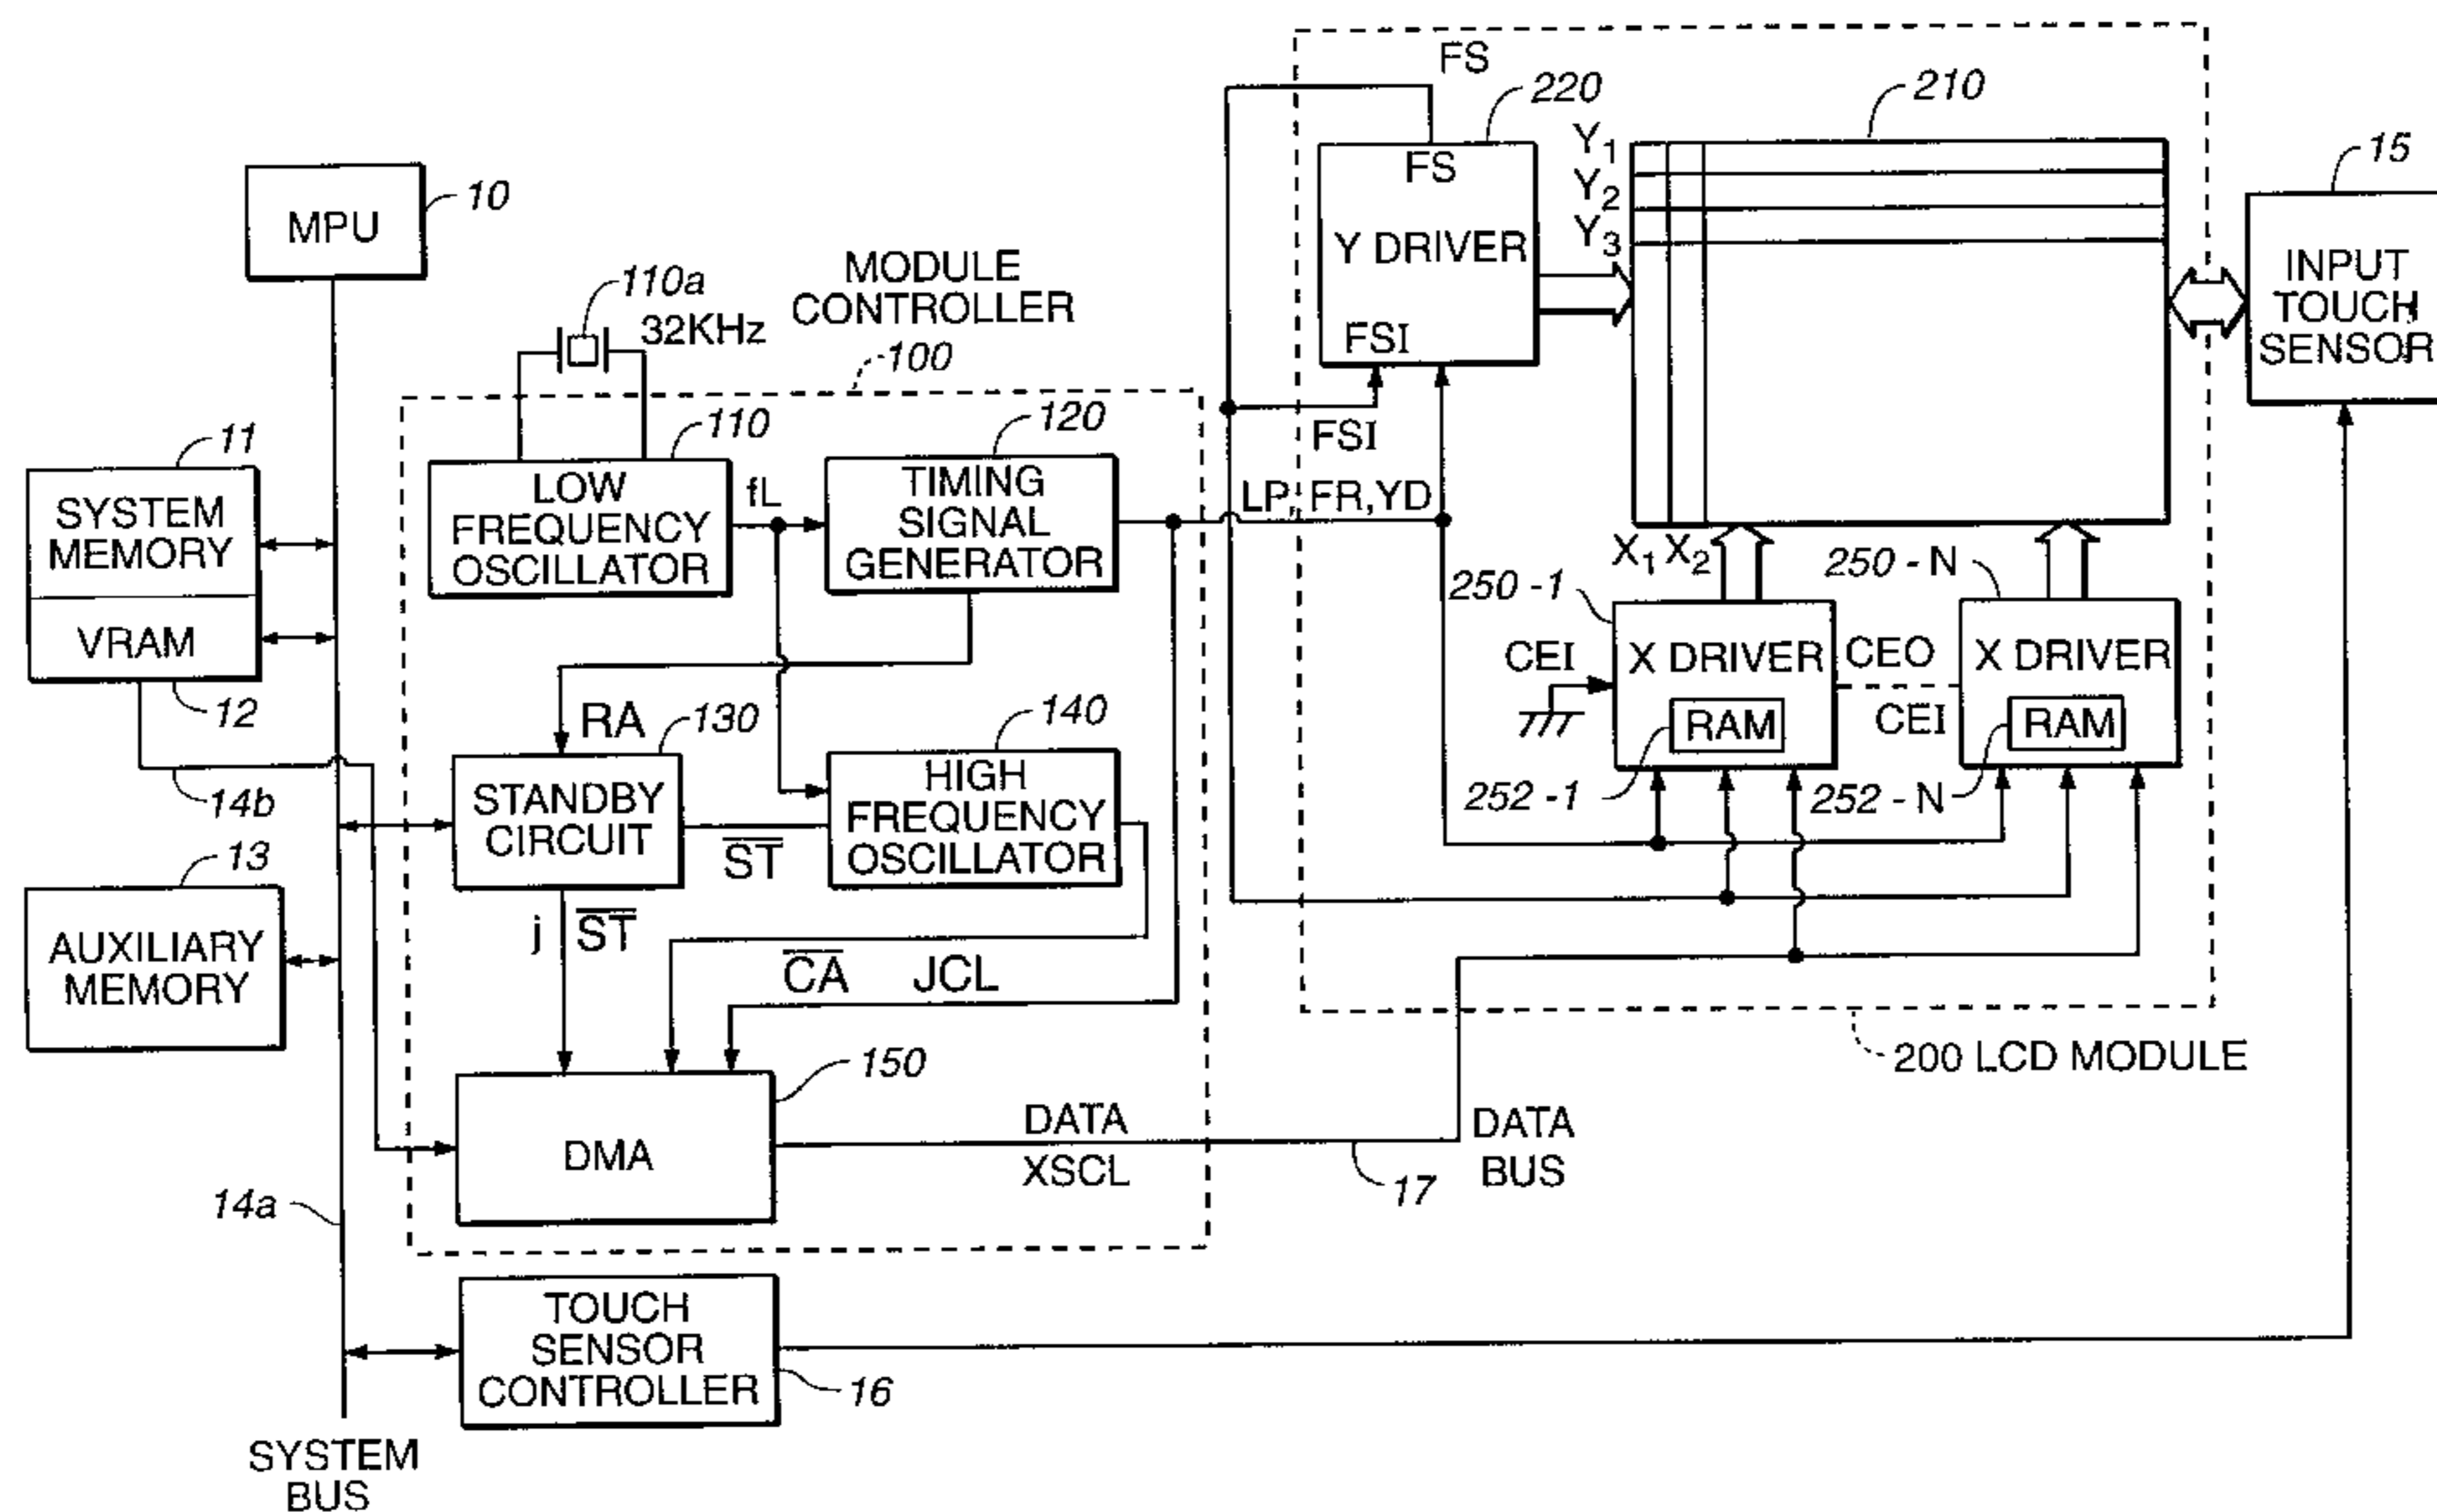 FS
220
210
Y1
15
FS
MPU
10
Y2
Y3
Y DRIVER
MODULE
CONTROLLER
110a
32KHz
100
FSI
INPUT
TOUCH
SENSOR
11
110
120
FSI
SYSTEM
MEMORY
VRAM
12
LOW
FREQUENCY
OSCILLATOR
fL
TIMING
SIGNAL
GENERATOR
LP, FR, YD
X1 X2
250 -1
250 - N
CEI
X DRIVER
CEO
CEI
X DRIVER
RAM
RAM
252 -1
252 - N
RA
130
140
14b
STANDBY
CIRCUIT
S̅T̅
HIGH
FREQUENCY
OSCILLATOR
13
AUXILIARY
MEMORY
j
S̅T̅
C̅A̅
JCL
200 LCD MODULE
150
DMA
DATA
XSCL
17
DATA
BUS
14a
TOUCH
SENSOR
CONTROLLER
16
SYSTEM
BUS